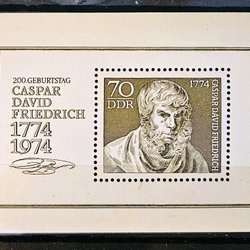 200. GEBURTSTAG
CASPAR
DAVID
FRIEDRICH
1774
1974
70
DDR
1774
CASPAR DAVID FRIEDRICH